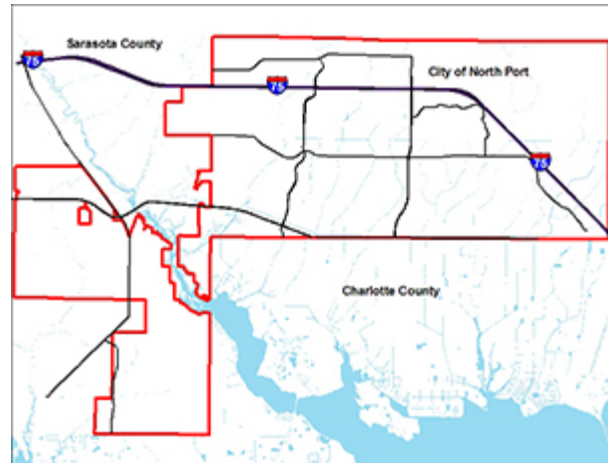 Sarasota County
75
75
City of North Port
75
Charlotte County